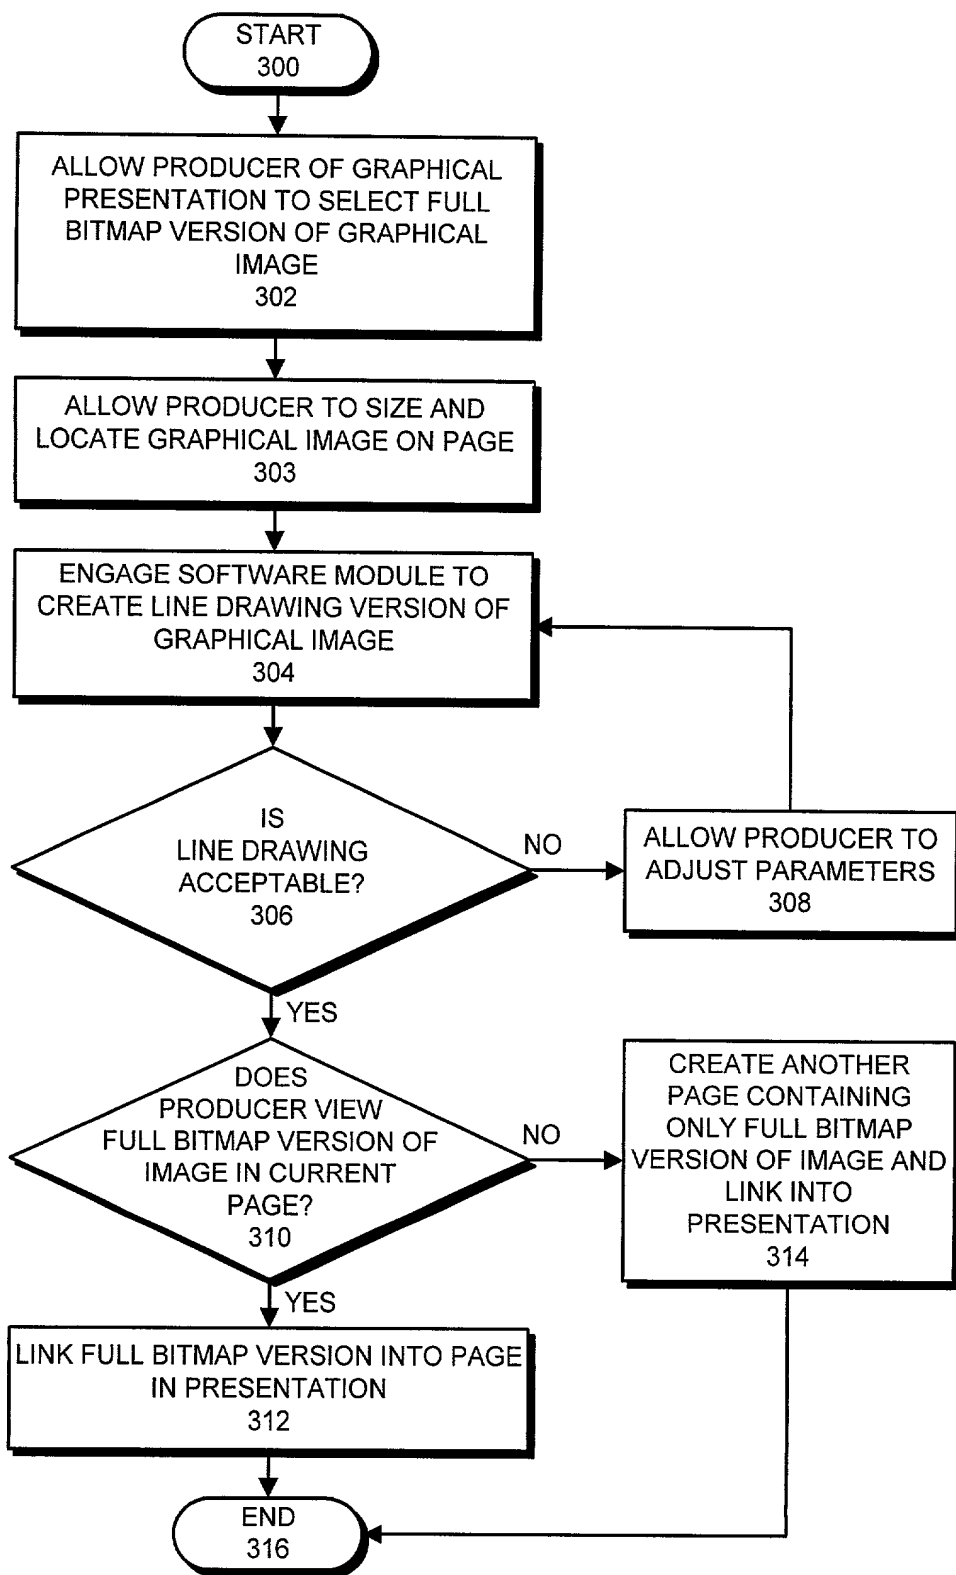 START
300
ALLOW PRODUCER OF GRAPHICAL
PRESENTATION TO SELECT FULL
BITMAP VERSION OF GRAPHICAL
IMAGE
302
ALLOW PRODUCER TO SIZE AND
LOCATE GRAPHICAL IMAGE ON PAGE
303
ENGAGE SOFTWARE MODULE TO
CREATE LINE DRAWING VERSION OF
GRAPHICAL IMAGE
304
IS
LINE DRAWING
ACCEPTABLE?
306
NO
ALLOW PRODUCER TO
ADJUST PARAMETERS
308
YES
DOES
PRODUCER VIEW
FULL BITMAP VERSION OF
IMAGE IN CURRENT
PAGE?
310
NO
CREATE ANOTHER
PAGE CONTAINING
ONLY FULL BITMAP
VERSION OF IMAGE AND
LINK INTO
PRESENTATION
314
YES
LINK FULL BITMAP VERSION INTO PAGE
IN PRESENTATION
312
END
316